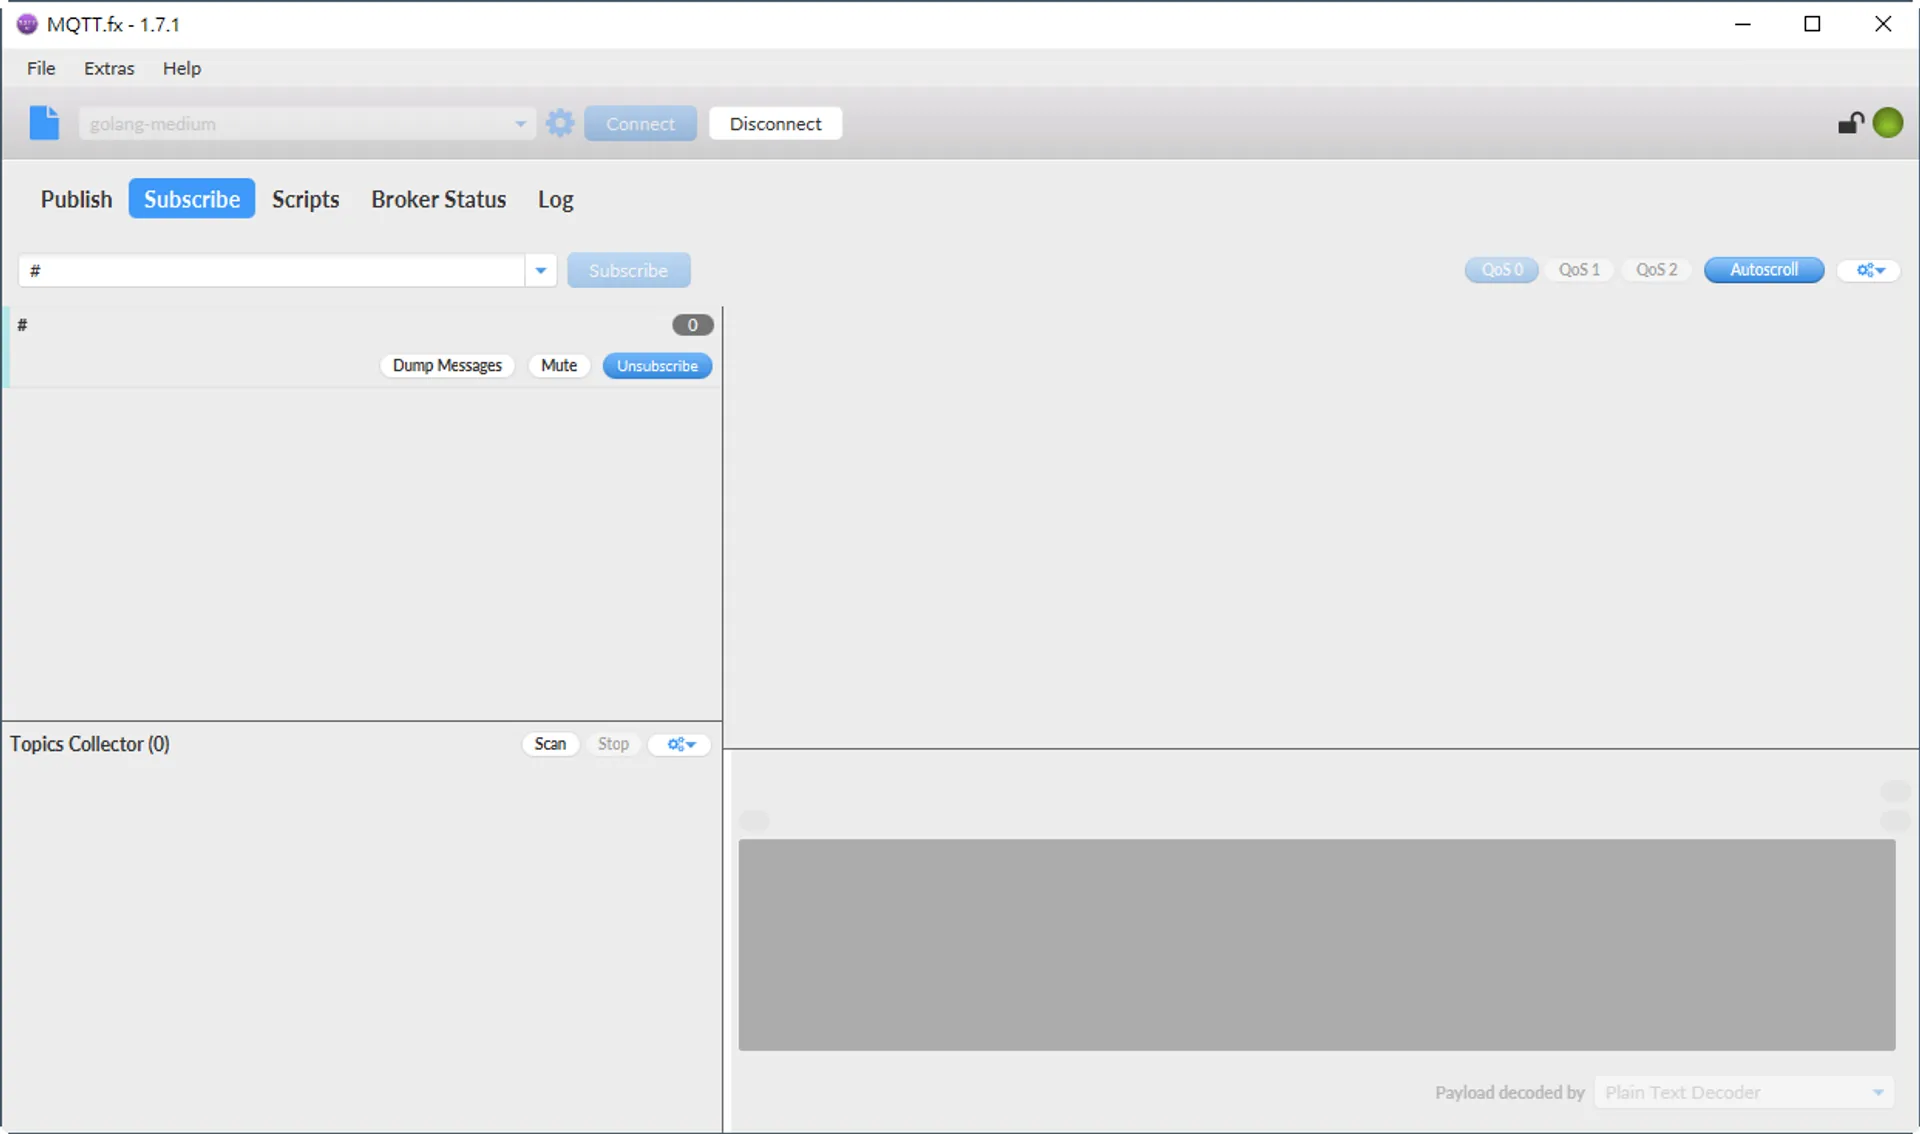 MQTT.fx - 1.7.1
File Extras Help
golang-medium Connect Disconnect
Publish Subscribe Scripts Broker Status Log
# Subscribe QoS 0 QoS 1 QoS 2 Autoscroll
# 0
Dump Messages Mute Unsubscribe
Topics Collector (0) Scan Stop
Payload decoded by Plain Text Decoder